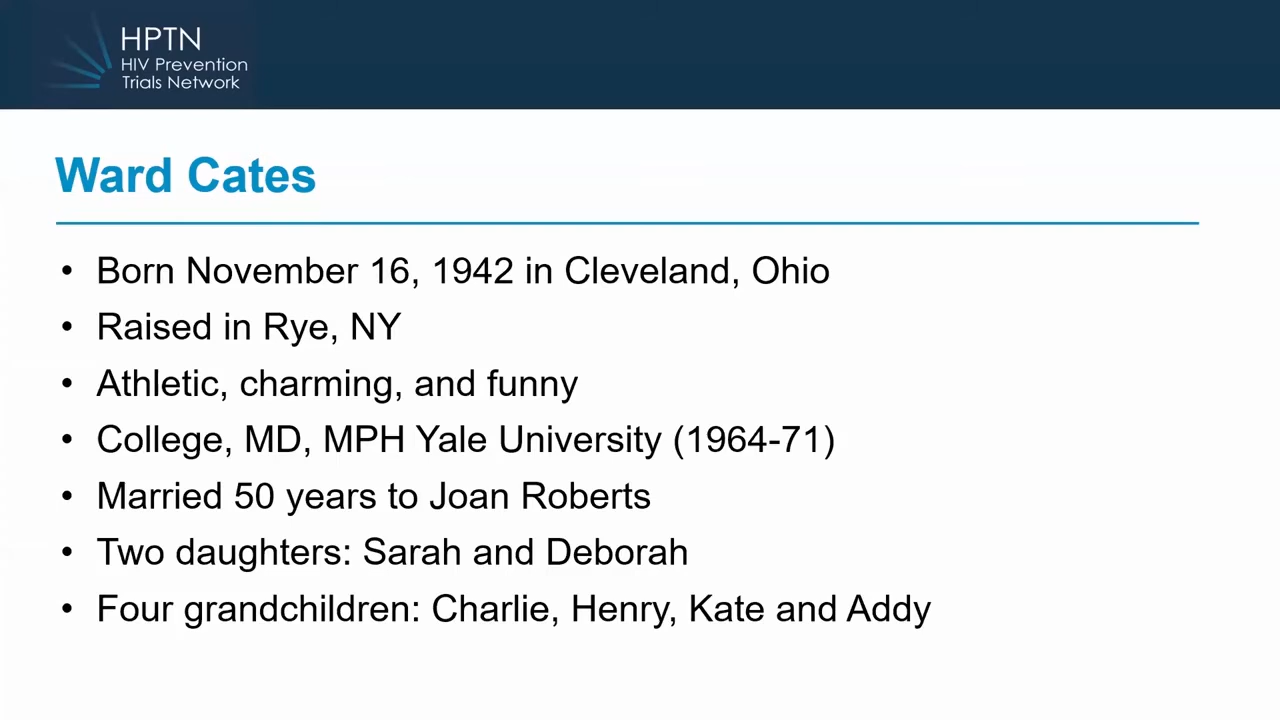 HPTN
HIV Prevention
Trials Network
Ward Cates
• Born November 16, 1942 in Cleveland, Ohio
• Raised in Rye, NY
• Athletic, charming, and funny
• College, MD, MPH Yale University (1964-71)
• Married 50 years to Joan Roberts
• Two daughters: Sarah and Deborah
• Four grandchildren: Charlie, Henry, Kate and Addy